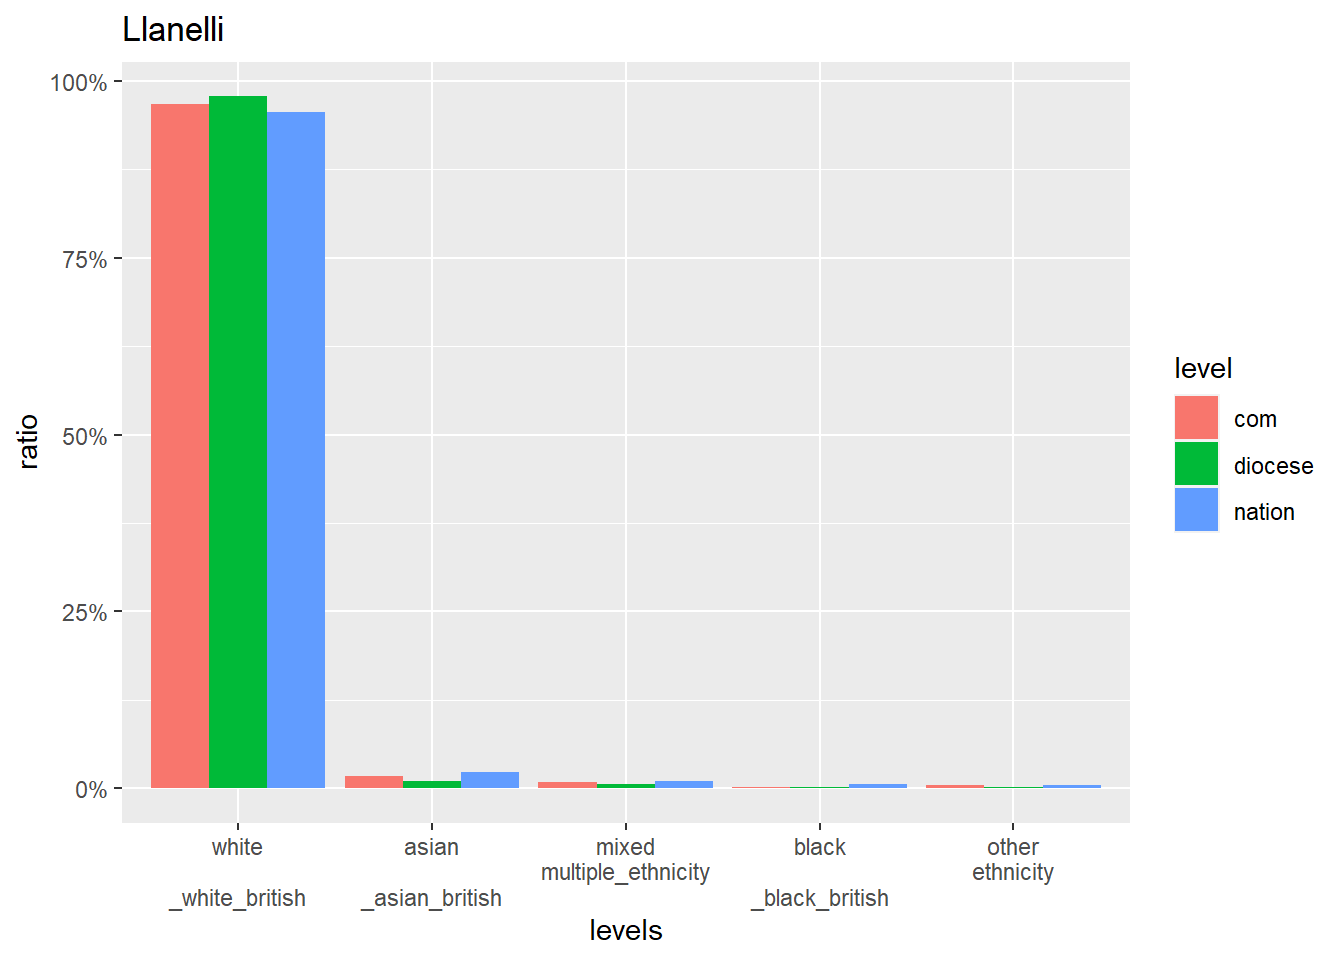 Llanelli
100%
75%
50%
25%
0%
ratio
white
_white_british
asian
_asian_british
mixed
multiple_ethnicity
black
_black_british
other
ethnicity
levels
level
com
diocese
nation